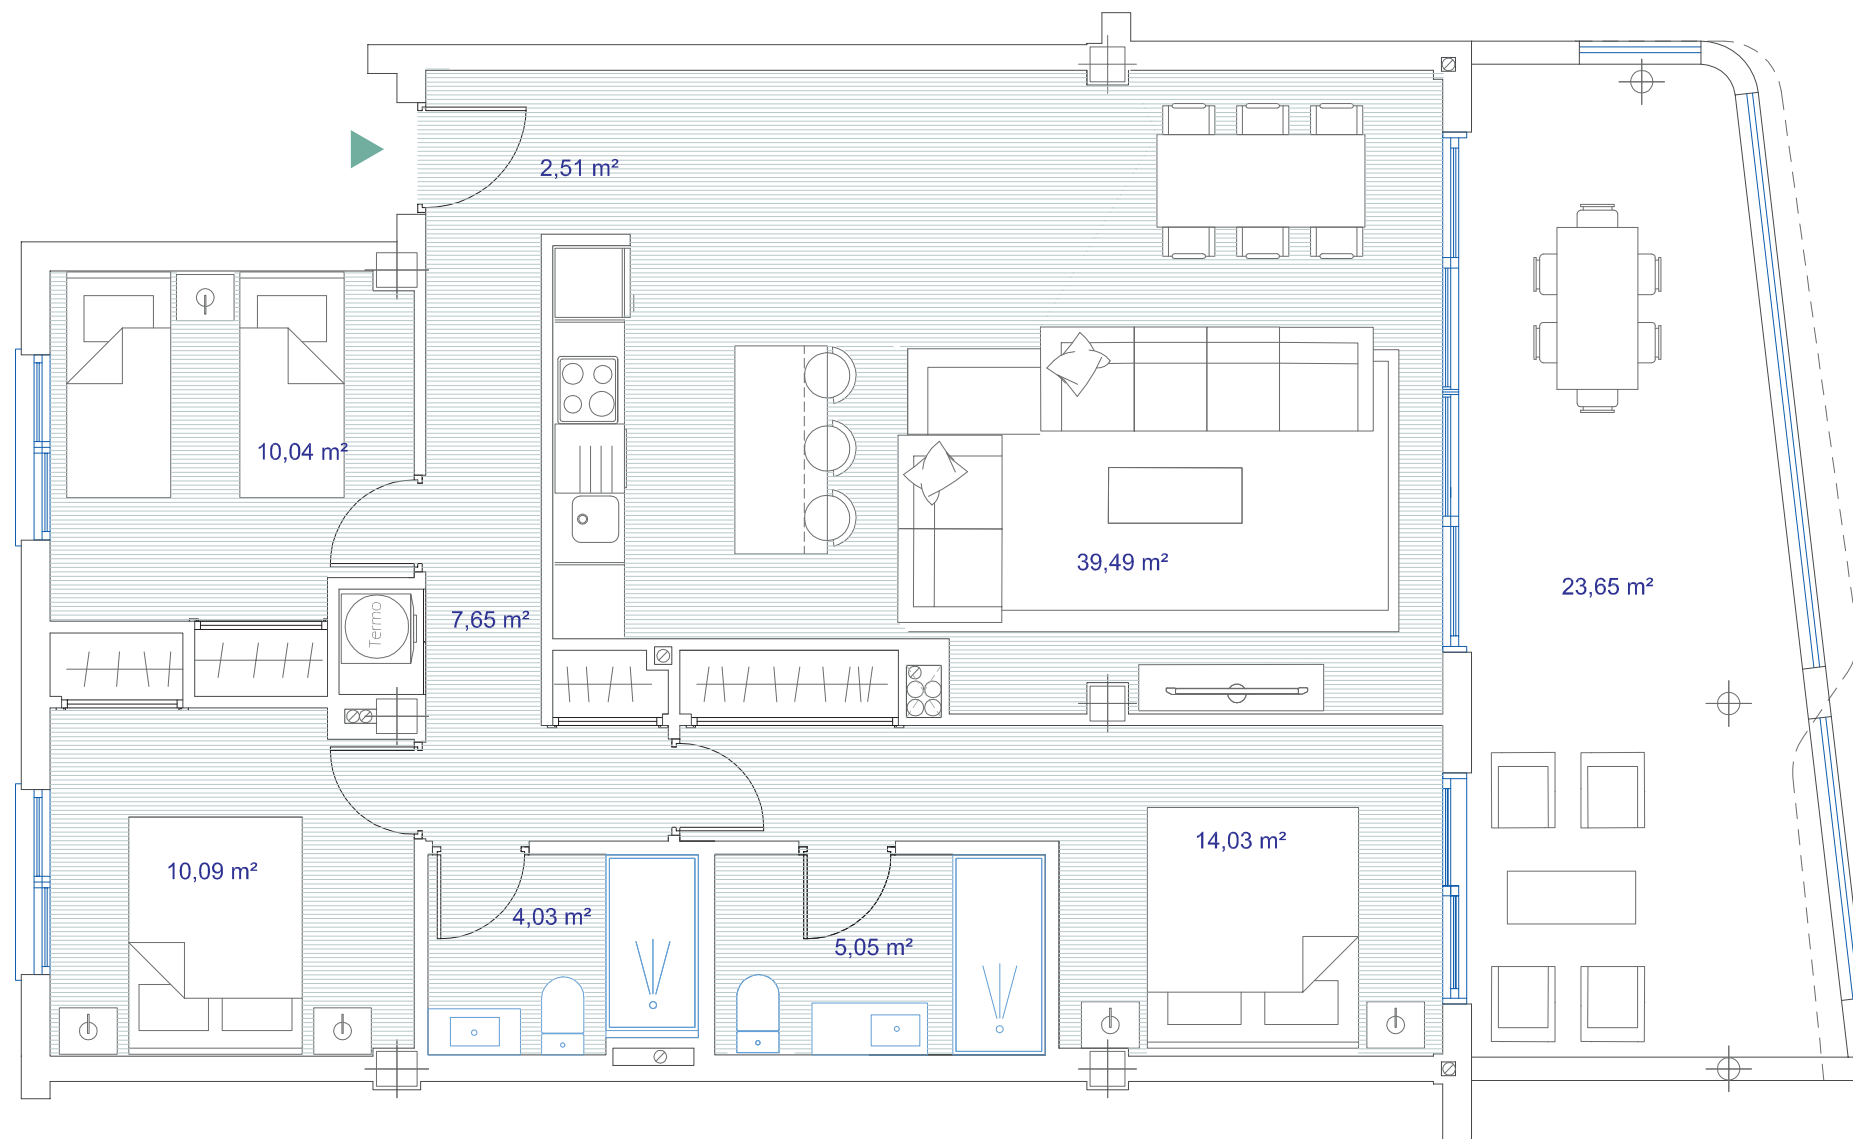 2,51 m²
10,04 m²
39,49 m²
23,65 m²
Termo
7,65 m²
14,03 m²
10,09 m²
4,03 m²
5,05 m²